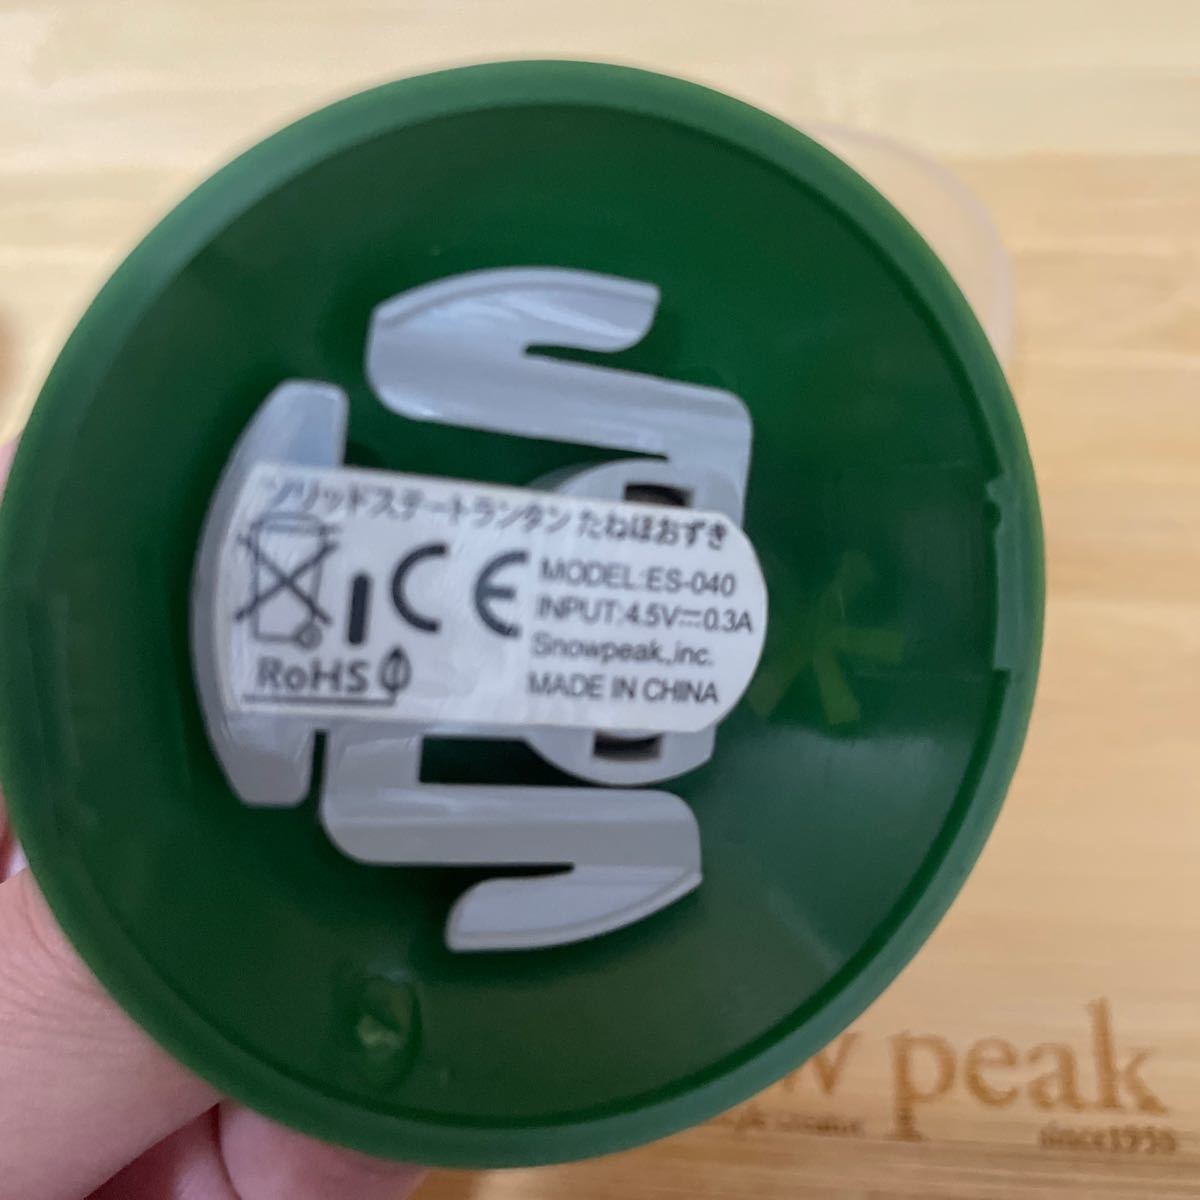 ソリッドステートランタン たねほおずき
MODEL:ES-040
INPUT:4.5V⎓0.3A
Snowpeak.,inc.
MADE IN CHINA
CE
RoHS
w peak
since1958